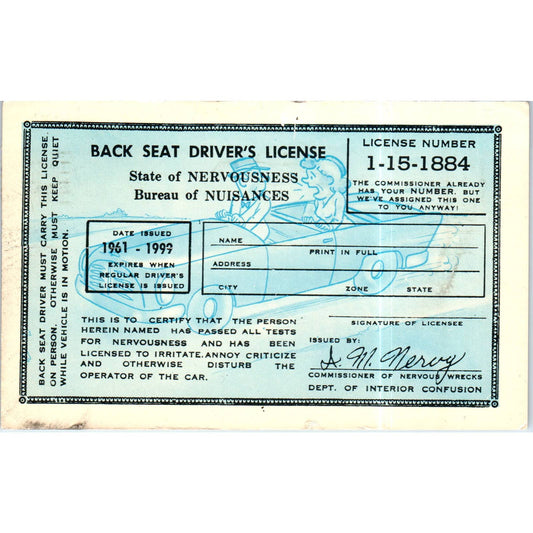 BACK SEAT DRIVER'S LICENSE
State of NERVOUSNESS
Bureau of NUISANCES
LICENSE NUMBER
1-15-1884
THE COMMISSIONER ALREADY
HAS YOUR NUMBER. BUT
WE'VE ASSIGNED THIS ONE
TO YOU ANYWAY!
DATE ISSUED
1961 - 1999
EXPIRES WHEN
REGULAR DRIVER'S
LICENSE IS ISSUED
NAME
PRINT IN FULL
ADDRESS
CITY ZONE STATE
SIGNATURE OF LICENSEE
THIS IS TO CERTIFY THAT THE PERSON
HEREIN NAMED HAS PASSED ALL TESTS
FOR NERVOUSNESS AND HAS BEEN
LICENSED TO IRRITATE. ANNOY CRITICIZE
AND OTHERWISE DISTURB THE
OPERATOR OF THE CAR.
ISSUED BY:
A. M. Nervy
COMMISSIONER OF NERVOUS WRECKS
DEPT. OF INTERIOR CONFUSION
BACK SEAT DRIVER MUST CARRY THIS LICENSE.
ON PERSON. OTHERWISE MUST KEEP QUIET
WHILE VEHICLE IS IN MOTION.